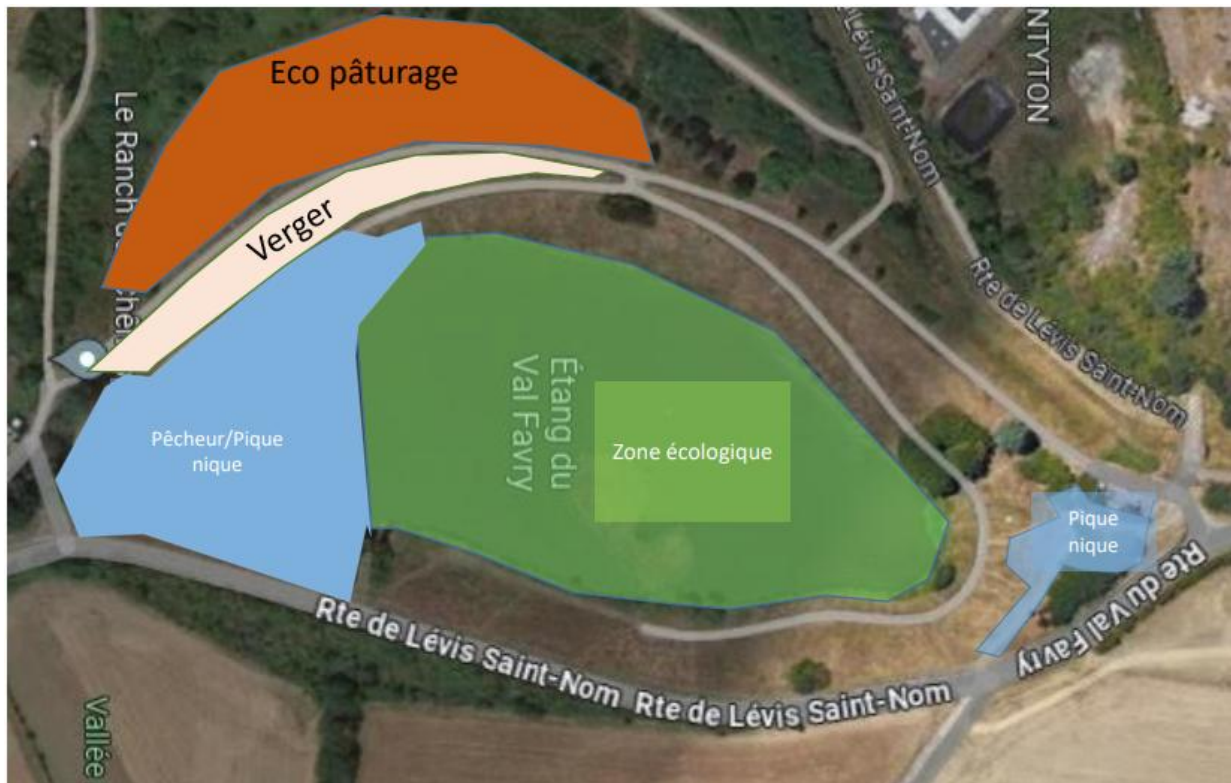 Eco pâturage
NTYTON
Lévis Saint-Nom
Le Ranch
Verger
Rte de Lévis Saint-Nom
Étang du
Val Favry
Pêcheur/Pique
nique
Zone écologique
Pique
nique
Rte du Val Favry
Rte de Lévis Saint-Nom
Rte de Lévis Saint-Nom
Vallée